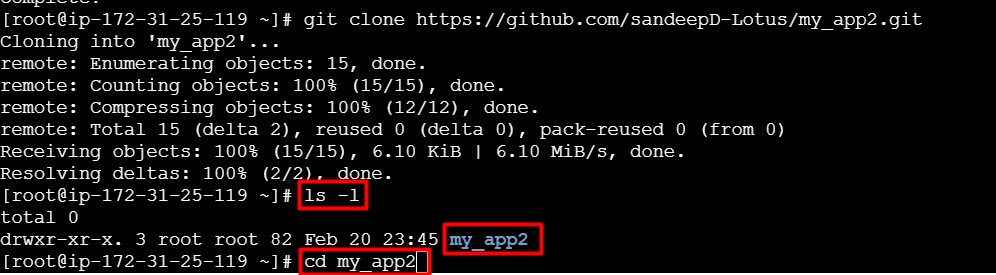 Complete!
[root@ip-172-31-25-119 ~]# git clone https://github.com/sandeepD-Lotus/my_app2.git
Cloning into 'my_app2'...
remote: Enumerating objects: 15, done.
remote: Counting objects: 100% (15/15), done.
remote: Compressing objects: 100% (12/12), done.
remote: Total 15 (delta 2), reused 0 (delta 0), pack-reused 0 (from 0)
Receiving objects: 100% (15/15), 6.10 KiB | 6.10 MiB/s, done.
Resolving deltas: 100% (2/2), done.
[root@ip-172-31-25-119 ~]# ls -l
total 0
drwxr-xr-x. 3 root root 82 Feb 20 23:45 my_app2
[root@ip-172-31-25-119 ~]# cd my_app2